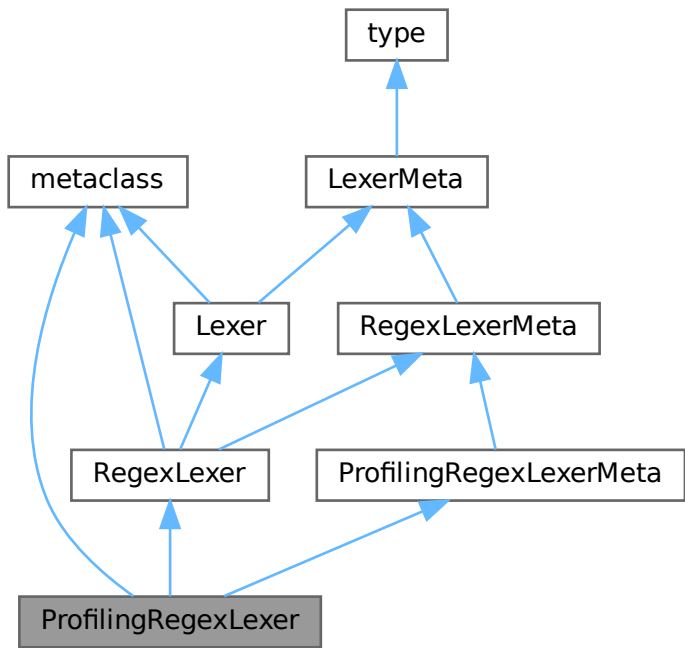 type
metaclass
LexerMeta
Lexer
RegexLexerMeta
RegexLexer
ProfilingRegexLexerMeta
ProfilingRegexLexer